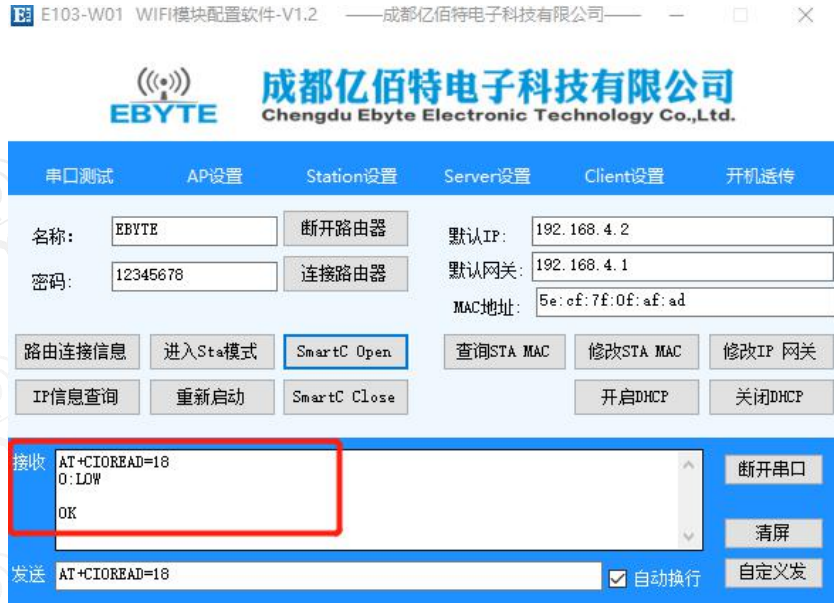 E103-W01 WIFI模块配置软件-V1.2 ——成都亿佰特电子科技有限公司——
EBYTE
成都亿佰特电子科技有限公司
Chengdu Ebyte Electronic Technology Co.,Ltd.
串口测试 AP设置 Station设置 Server设置 Client设置 开机透传
名称: EBYTE 断开路由器 默认IP: 192.168.4.2
密码: 12345678 连接路由器 默认网关: 192.168.4.1
MAC地址: 5e:cf:7f:0f:af:ad
路由连接信息 进入Sta模式 SmartC Open 查询STA MAC 修改STA MAC 修改IP 网关
IP信息查询 重新启动 SmartC Close 开启DHCP 关闭DHCP
接收 AT+CIOREAD=18
O:LOW
OK
断开串口
清屏
发送 AT+CIOREAD=18 自动换行 自定义发